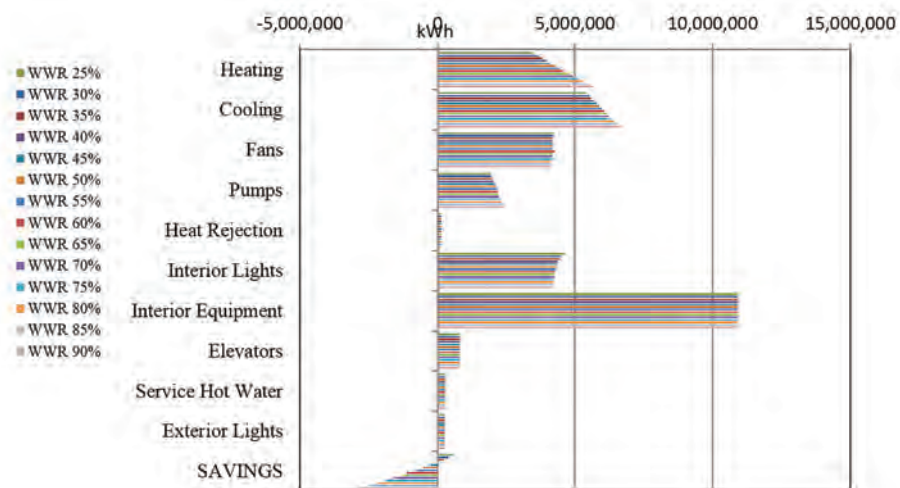 -5,000,000 0 5,000,000 10,000,000 15,000,000
kWh
WWR 25%
WWR 30%
WWR 35%
WWR 40%
WWR 45%
WWR 50%
WWR 55%
WWR 60%
WWR 65%
WWR 70%
WWR 75%
WWR 80%
WWR 85%
WWR 90%
Heating
Cooling
Fans
Pumps
Heat Rejection
Interior Lights
Interior Equipment
Elevators
Service Hot Water
Exterior Lights
SAVINGS